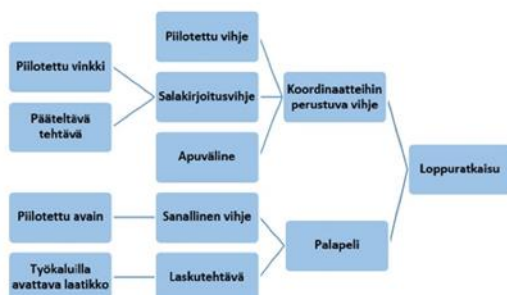 Piilotettu vihje
Piilotettu vinkki
Salakirjoitusvihje
Koordinaatteihin
perustuva vihje
Pääteltävä
tehtävä
Apuväline
Loppuratkaisu
Piilotettu avain
Sanallinen vihje
Palapeli
Työkaluilla
avattava laatikko
Laskutehtävä